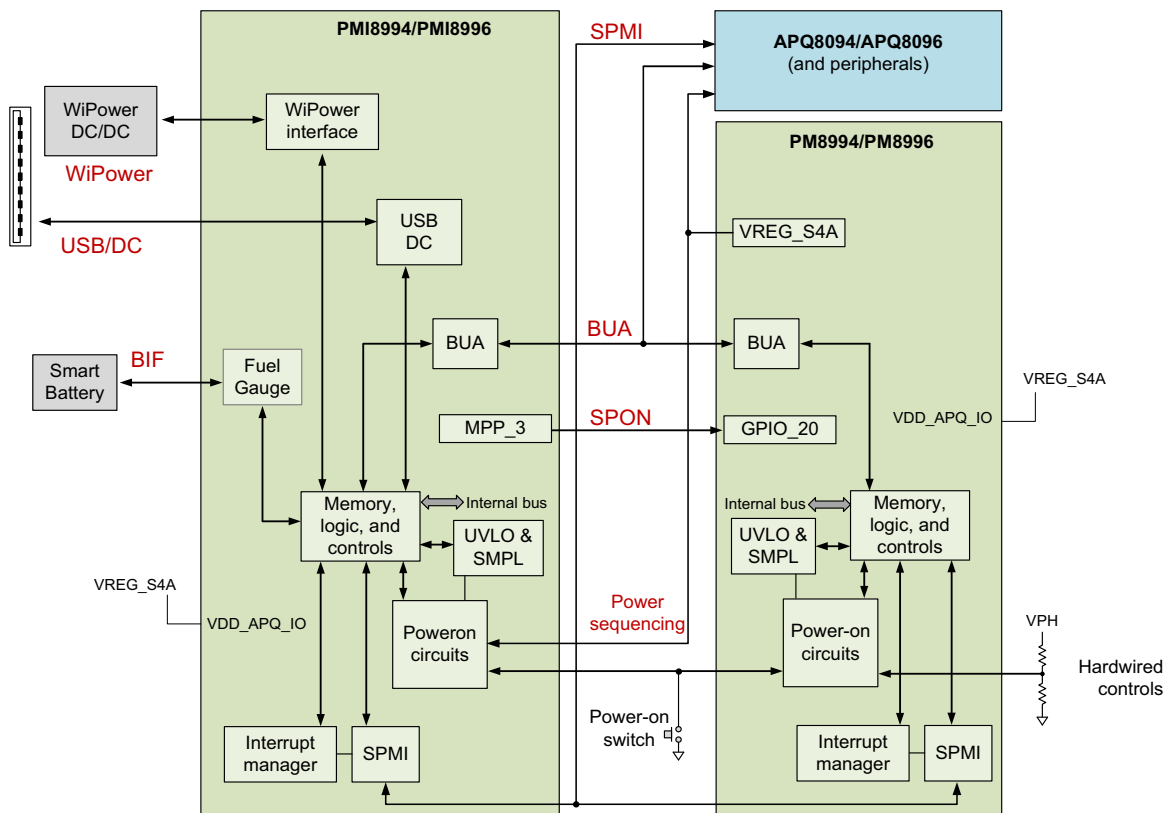 PMI8994/PMI8996
SPMI
APQ8094/APQ8096
(and peripherals)
WiPower
DC/DC
WiPower
WiPower
interface
PM8994/PM8996
USB/DC
USB
DC
VREG_S4A
BUA
BUA
BUA
BIF
Smart
Battery
Fuel
Gauge
VREG_S4A
VDD_APQ_IO
MPP_3
SPON
GPIO_20
Memory,
logic, and
controls
Internal bus
UVLO &
SMPL
Internal bus
Memory,
logic, and
controls
UVLO &
SMPL
VREG_S4A
VDD_APQ_IO
Poweron
circuits
Power
sequencing
Power-on
circuits
VPH
Hardwired
controls
Power-on
switch
Interrupt
manager
SPMI
Interrupt
manager
SPMI